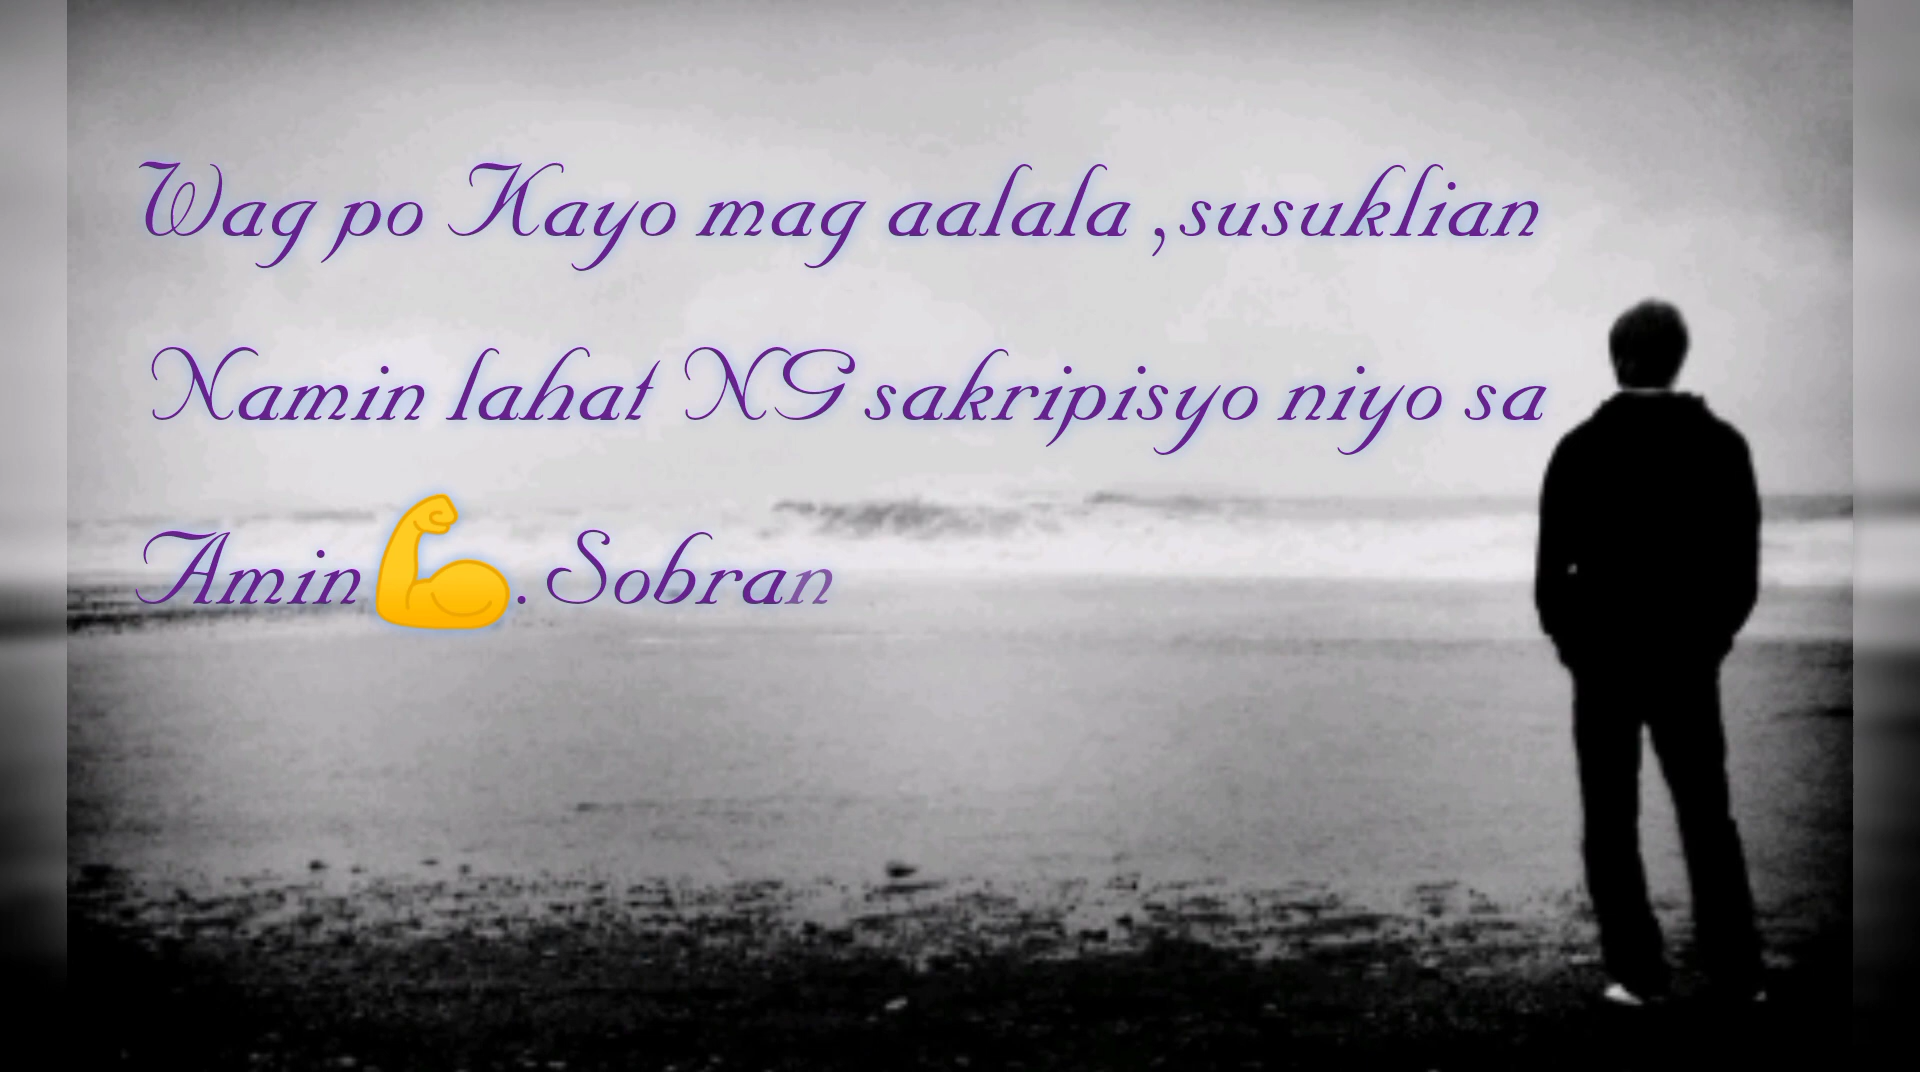 Wag po Kayo mag aalala ,susuklian
Namin lahat NG sakripisyo niyo sa
Amin💪. Sobran